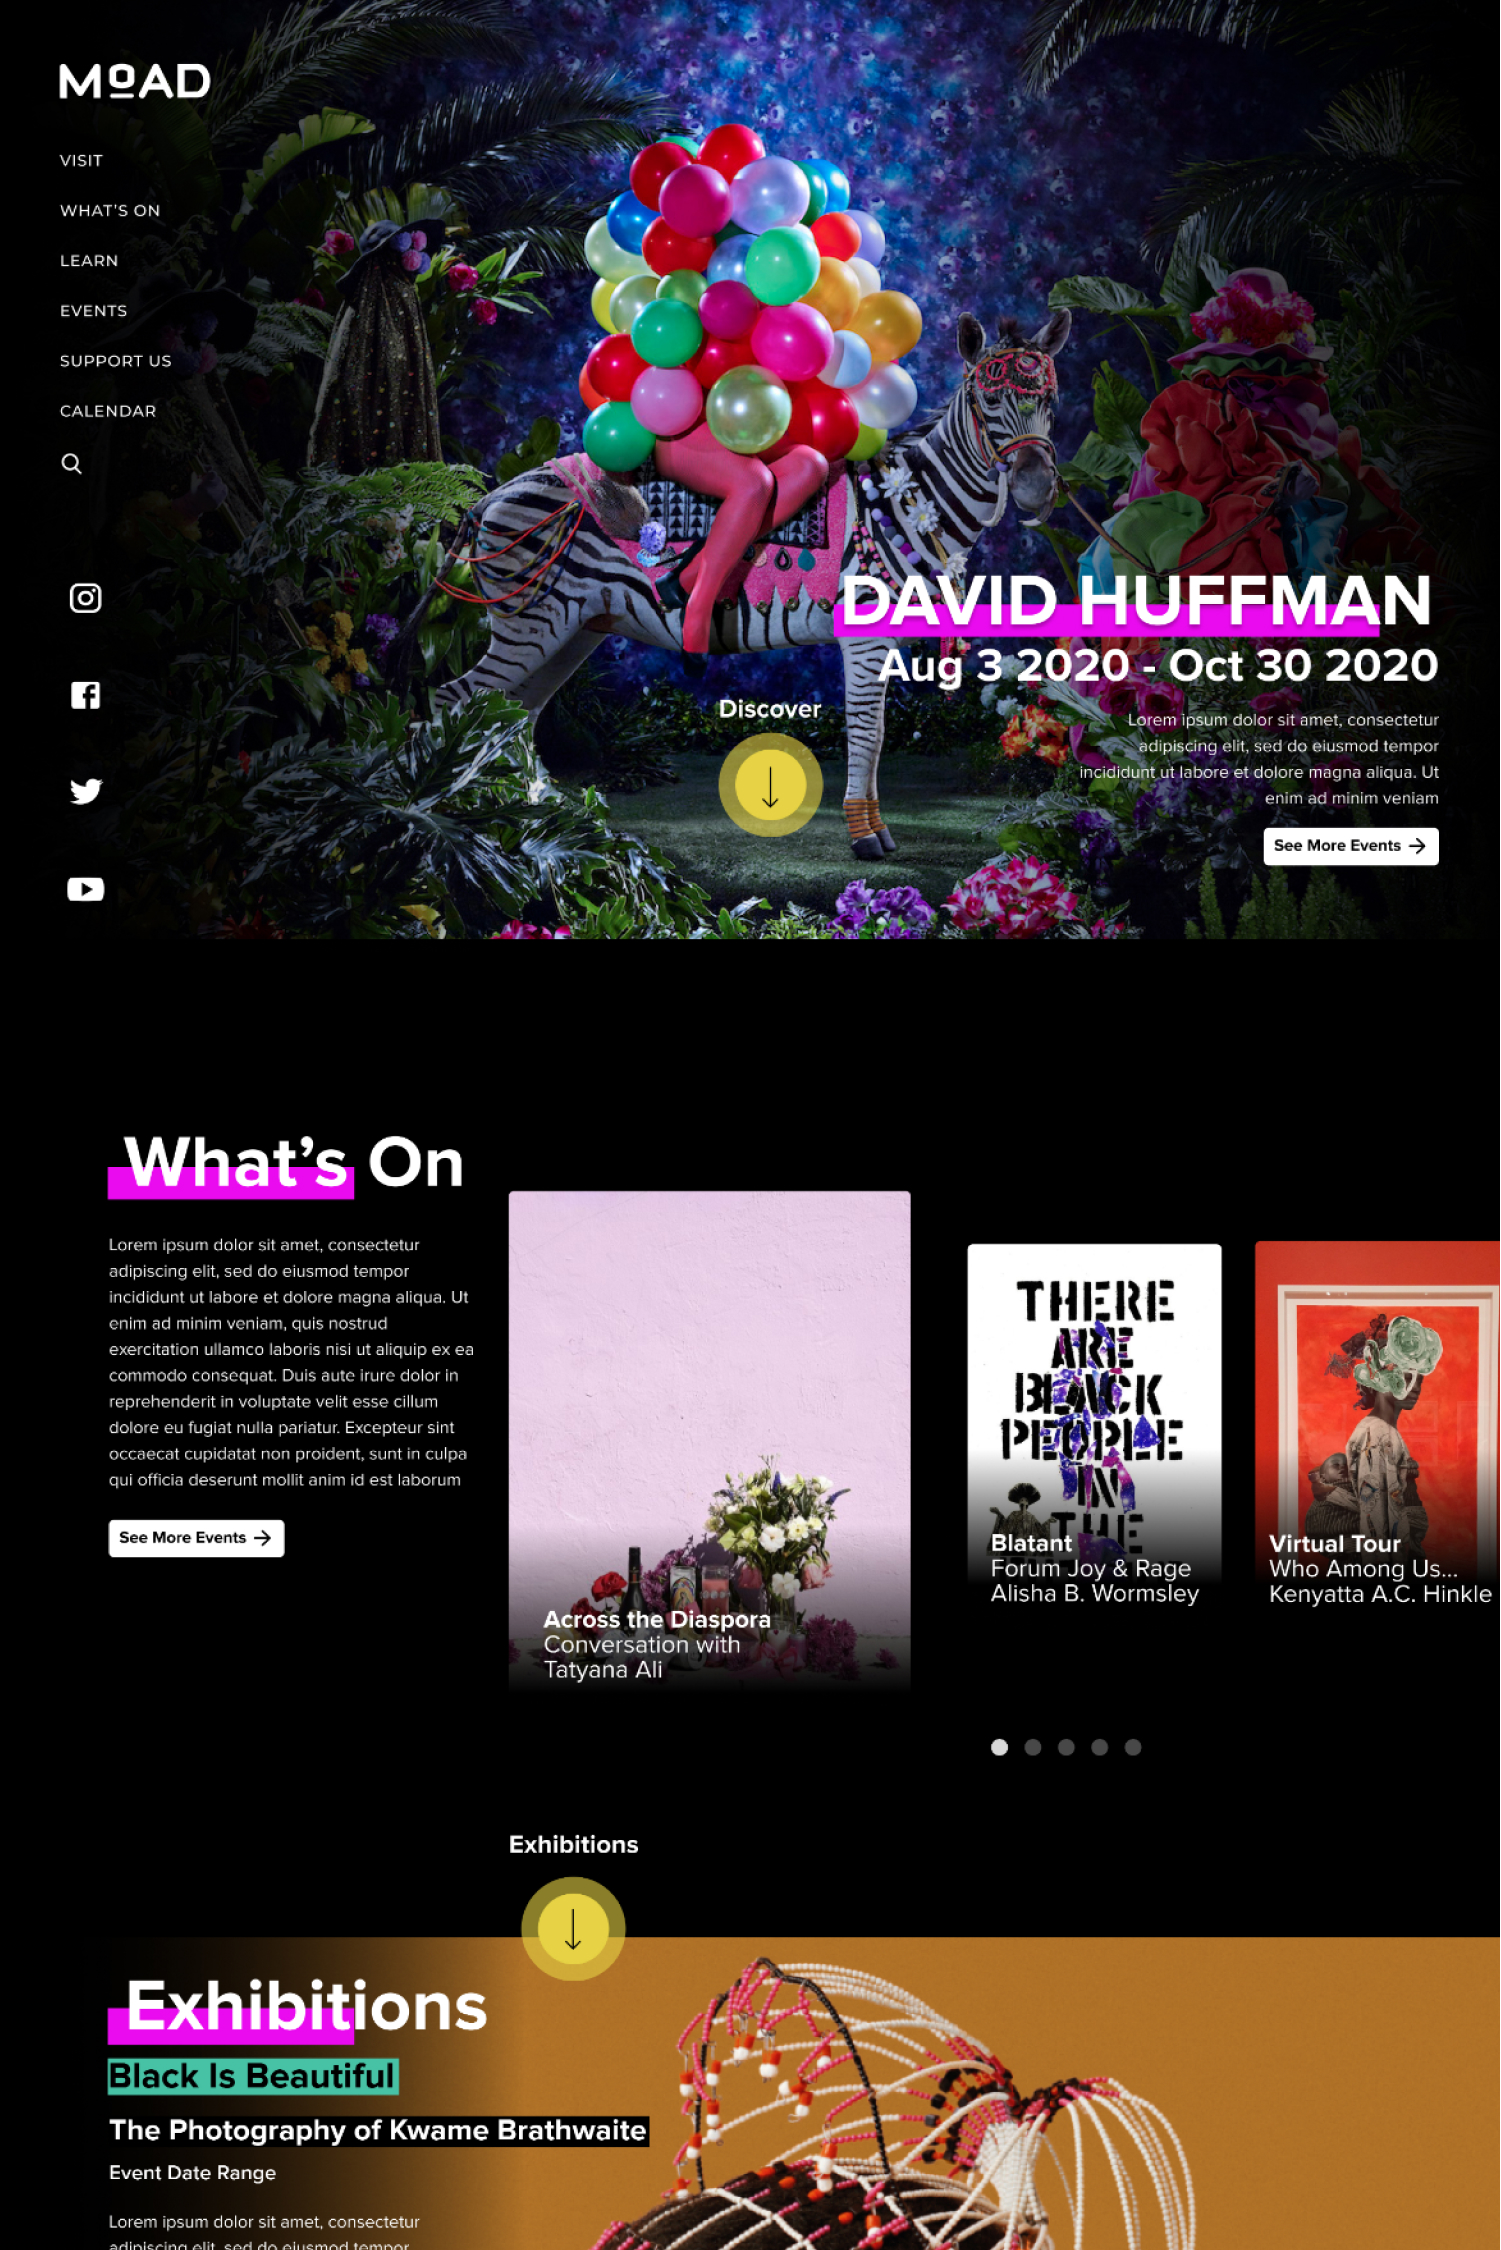 MOAD
VISIT
WHAT'S ON
LEARN
EVENTS
SUPPORT US
CALENDAR
DAVID HUFFMAN
Aug 3 2020 - Oct 30 2020
Lorem ipsum dolor sit amet, consectetur
adipiscing elit, sed do eiusmod tempor
incididunt ut labore et dolore magna aliqua. Ut
enim ad minim veniam
See More Events
Discover
What's On
Lorem ipsum dolor sit amet, consectetur
adipiscing elit, sed do eiusmod tempor
incididunt ut labore et dolore magna aliqua. Ut
enim ad minim veniam, quis nostrud
exercitation ullamco laboris nisi ut aliquip ex ea
commodo consequat. Duis aute irure dolor in
reprehenderit in voluptate velit esse cillum
dolore eu fugiat nulla pariatur. Excepteur sint
occaecat cupidatat non proident, sunt in culpa
qui officia deserunt mollit anim id est laborum
See More Events
Across the Diaspora
Conversation with
Tatyana Ali
THERE
ARE
BLACK
PEOPLE
IN
THE
Blatant
Forum Joy & Rage
Alisha B. Wormsley
Virtual Tour
Who Among Us...
Kenyatta A.C. Hinkle
Exhibitions
Exhibitions
Black Is Beautiful
The Photography of Kwame Brathwaite
Event Date Range
Lorem ipsum dolor sit amet, consectetur
adipiscing elit, sed do eiusmod tempor